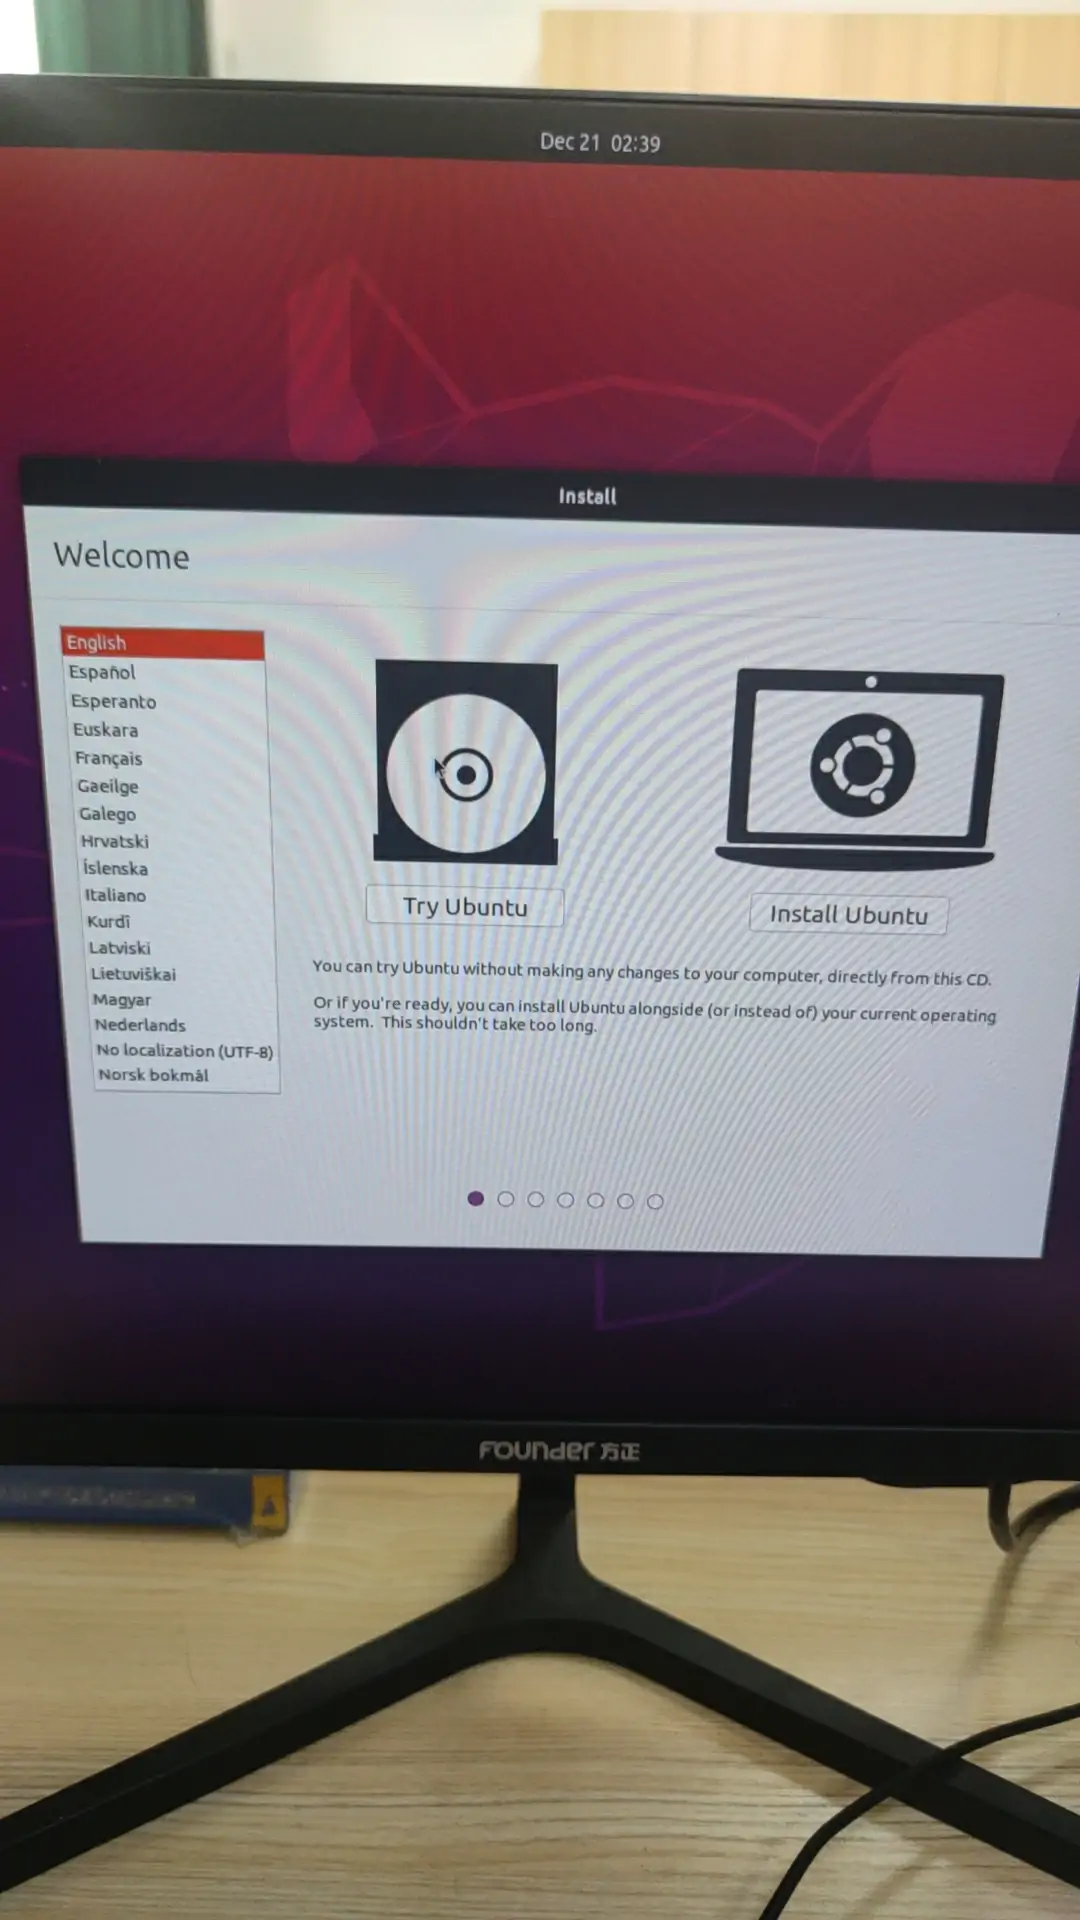 Dec 21 02:39
Install
Welcome
English
Español
Esperanto
Euskara
Français
Gaeilge
Galego
Hrvatski
Íslenska
Italiano
Kurdî
Latviski
Lietuviškai
Magyar
Nederlands
No localization (UTF-8)
Norsk bokmål
Try Ubuntu
Install Ubuntu
You can try Ubuntu without making any changes to your computer, directly from this CD.
Or if you're ready, you can install Ubuntu alongside (or instead of) your current operating
system. This shouldn't take too long.
Founder 方正